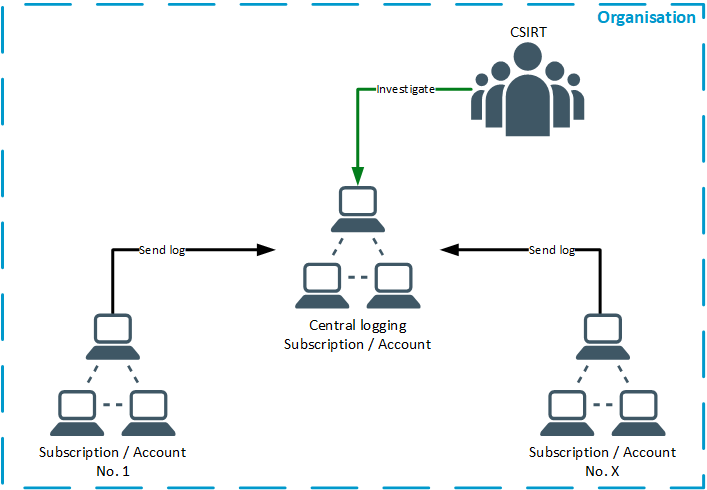 Organisation
CSIRT
Investigate
Send log
Send log
Central logging
Subscription / Account
Subscription / Account
No. 1
Subscription / Account
No. X